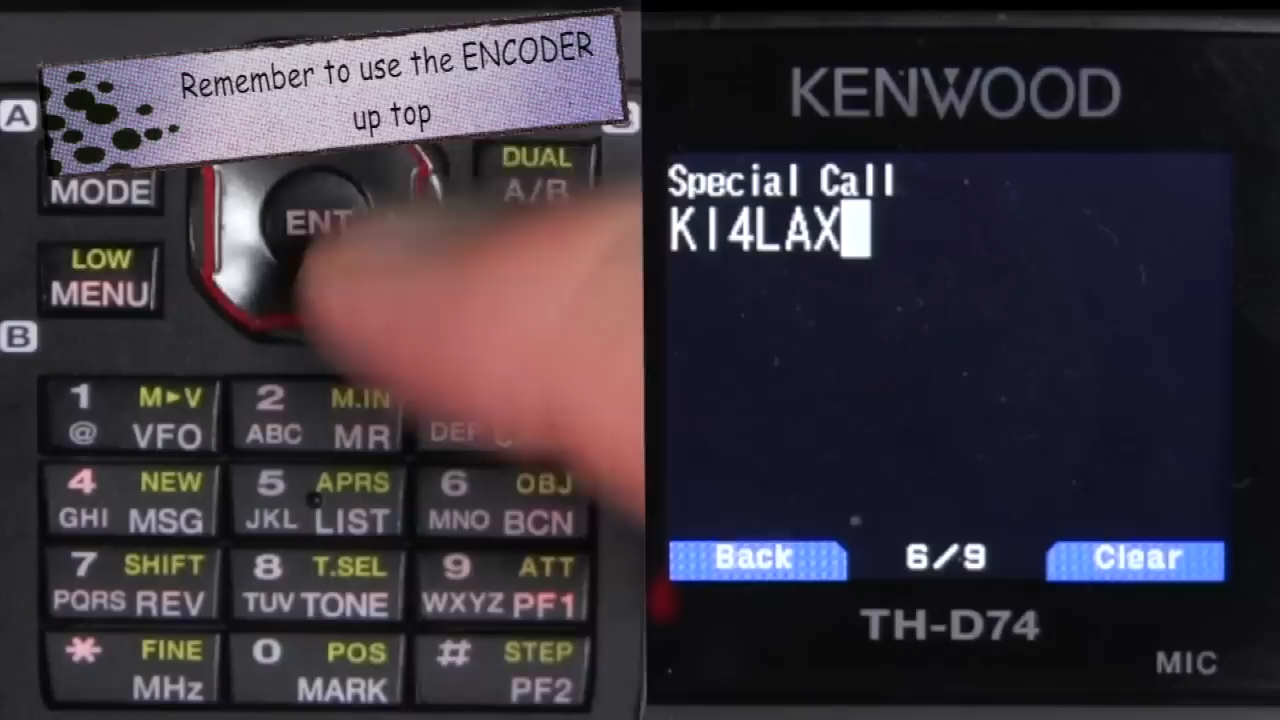 Remember to use the ENCODER
up top
A
B
MODE
ENT
DUAL
A/B
LOW
MENU
B
1 M►V
@ VFO
2 M.IN
ABC MR
DEF
4 NEW
GHI MSG
5 APRS
JKL LIST
6 OBJ
MNO BCN
7 SHIFT
PQRS REV
8 T.SEL
TUV TONE
9 ATT
WXYZ PF1
* FINE
MHz
0 POS
MARK
# STEP
PF2
KENWOOD
Special Call
KI4LAX
Back 6/9 Clear
TH-D74
MIC